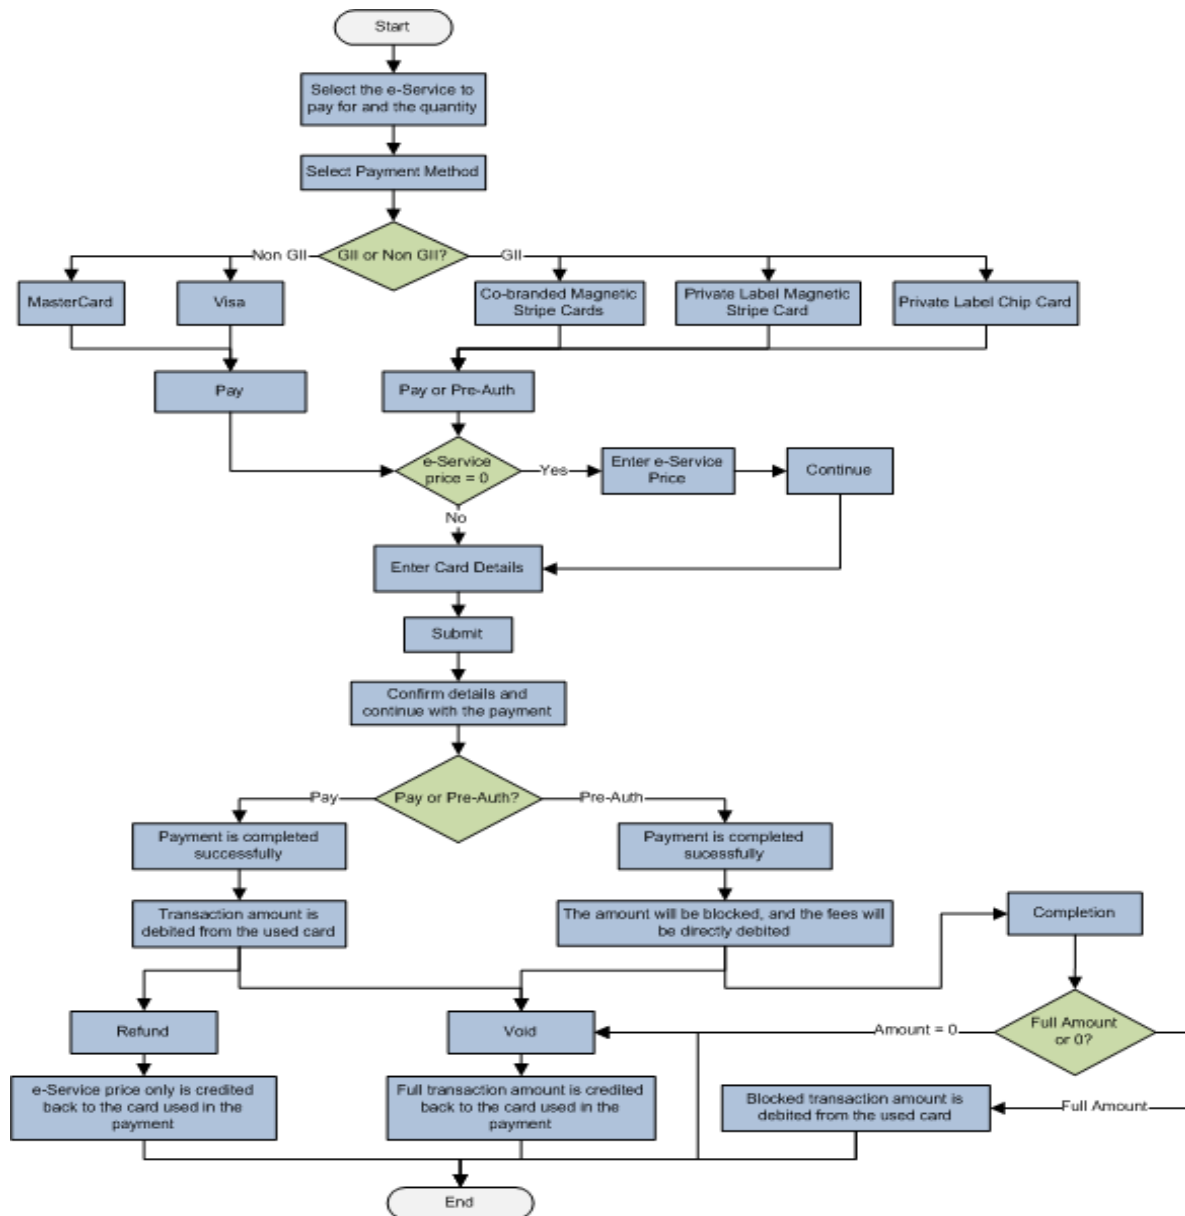 Start
Select the e-Service to
pay for and the quantity
Select Payment Method
Non GII
GII or Non GII?
GII
MasterCard
Visa
Co-branded Magnetic
Stripe Cards
Private Label Magnetic
Stripe Card
Private Label Chip Card
Pay
Pay or Pre-Auth
e-Service
price = 0
Yes
Enter e-Service
Price
Continue
No
Enter Card Details
Submit
Confirm details and
continue with the payment
Pay
Pay or Pre-Auth?
Pre-Auth
Payment is completed
successfully
Payment is completed
sucessfully
Transaction amount is
debited from the used card
The amount will be blocked, and the fees will
be directly debited
Completion
Refund
Void
Amount = 0
Full Amount
or 0?
e-Service price only is credited
back to the card used in the
payment
Full transaction amount is credited
back to the card used in the
payment
Blocked transaction amount is
debited from the used card
Full Amount
End